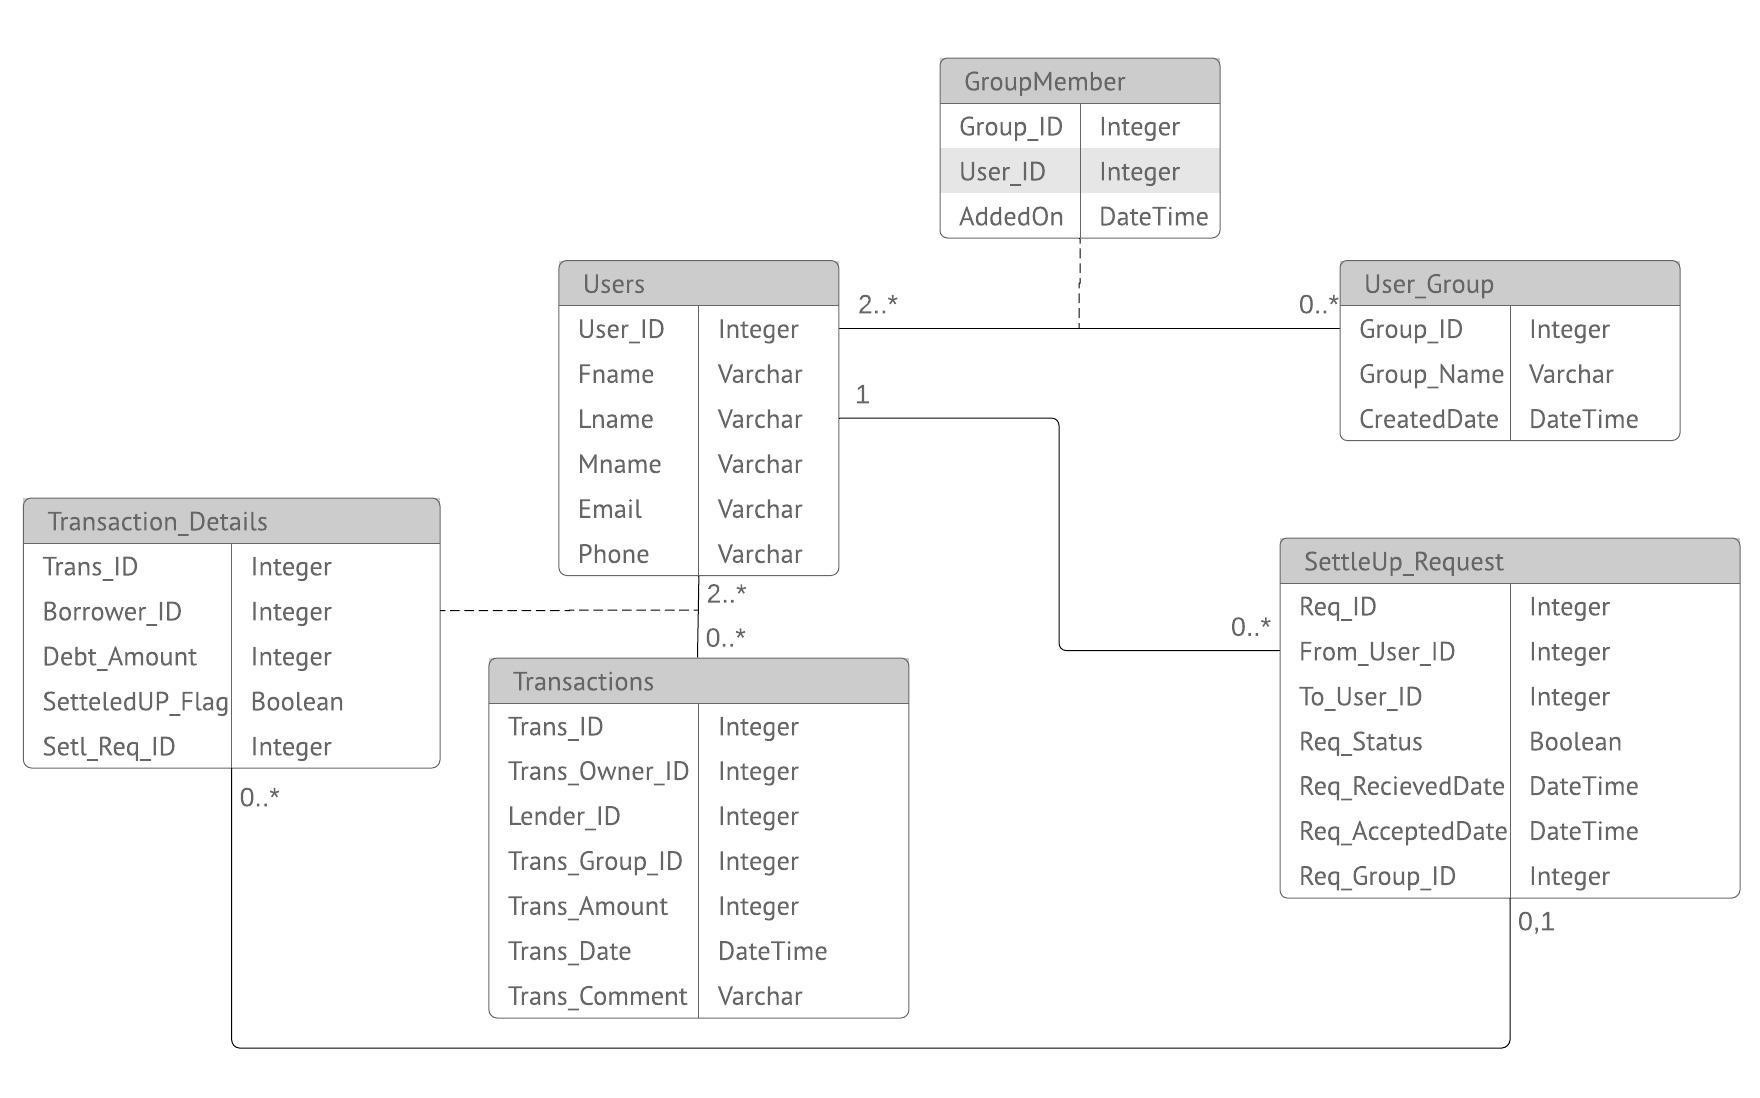 GroupMember
Group_ID Integer
User_ID Integer
AddedOn DateTime
Users
User_ID Integer
Fname Varchar
Lname Varchar
Mname Varchar
Email Varchar
Phone Varchar
2..*
0..*
1
User_Group
Group_ID Integer
Group_Name Varchar
CreatedDate DateTime
Transaction_Details
Trans_ID Integer
Borrower_ID Integer
Debt_Amount Integer
SetteledUP_Flag Boolean
Setl_Req_ID Integer
0..*
2..*
0..*
Transactions
Trans_ID Integer
Trans_Owner_ID Integer
Lender_ID Integer
Trans_Group_ID Integer
Trans_Amount Integer
Trans_Date DateTime
Trans_Comment Varchar
0..*
SettleUp_Request
Req_ID Integer
From_User_ID Integer
To_User_ID Integer
Req_Status Boolean
Req_RecievedDate DateTime
Req_AcceptedDate DateTime
Req_Group_ID Integer
0,1